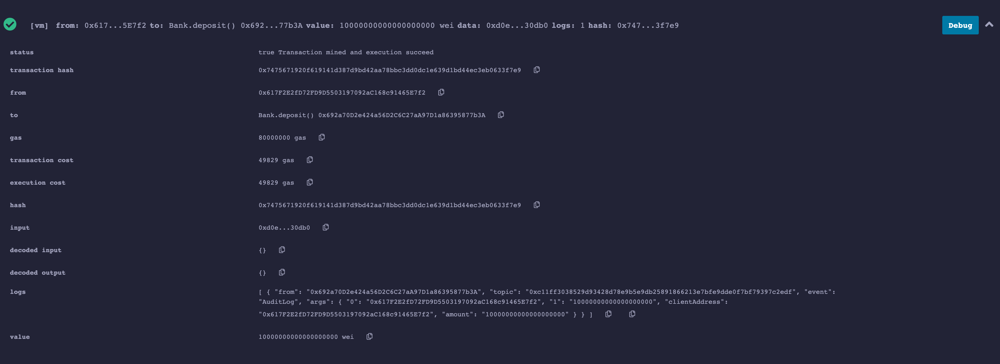 [vm] from: 0x617...5E7f2 to: Bank.deposit() 0x692...77b3A value: 10000000000000000000 wei data: 0xd0e...30db0 logs: 1 hash: 0x747...3f7e9 Debug
status true Transaction mined and execution succeed
transaction hash 0x7475671920f619141d387d9bd42aa78bbc3dd0dc1e639d1bd44ec3eb0633f7e9
from 0x617F2E2fD72FD9D5503197092aC168c91465E7f2
to Bank.deposit() 0x692a70D2e424a56D2C6C27aA97D1a86395877b3A
gas 80000000 gas
transaction cost 49829 gas
execution cost 49829 gas
hash 0x7475671920f619141d387d9bd42aa78bbc3dd0dc1e639d1bd44ec3eb0633f7e9
input 0xd0e...30db0
decoded input {}
decoded output {}
logs [ { "from": "0x692a70D2e424a56D2C6C27aA97D1a86395877b3A", "topic": "0xc11ff3038529d93428d78e9b5e9db25891866213e7bfe9dde0f7bf79397c2edf", "event":
"AuditLog", "args": { "0": "0x617F2E2fD72FD9D5503197092aC168c91465E7f2", "1": "10000000000000000000", "clientAddress":
"0x617F2E2fD72FD9D5503197092aC168c91465E7f2", "amount": "10000000000000000000" } } ]
value 10000000000000000000 wei